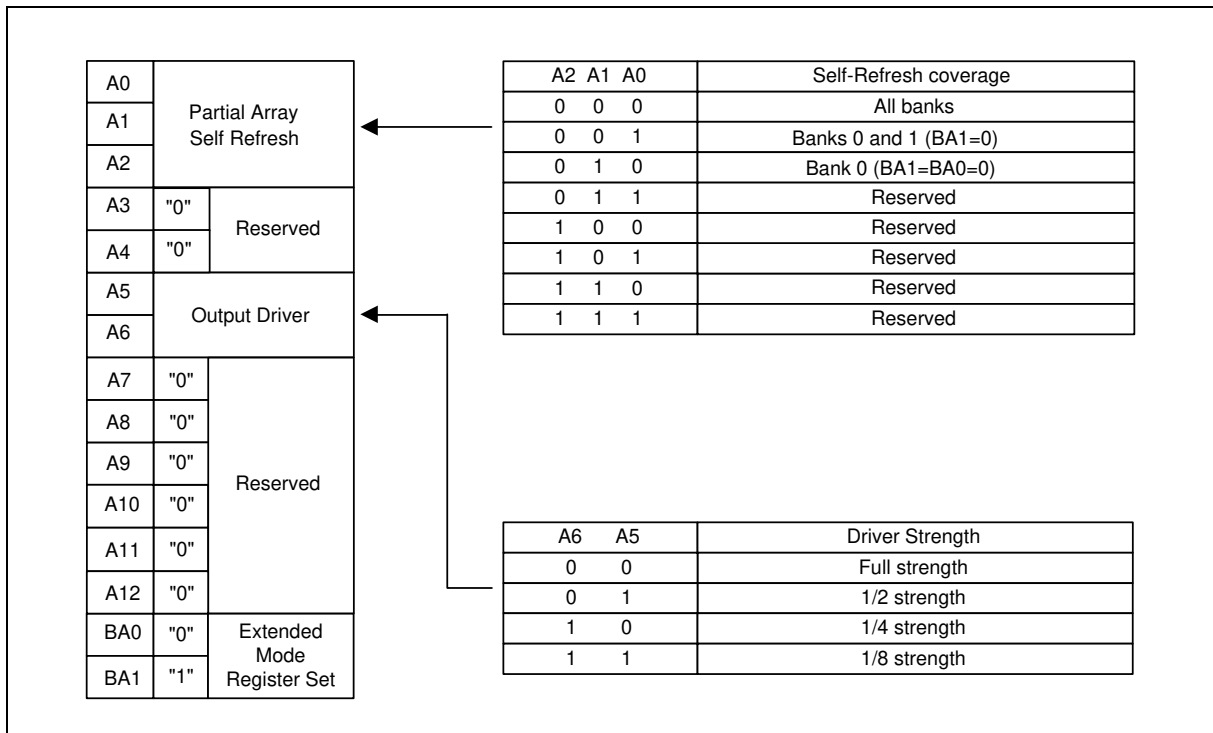 A0
A1
A2
Partial Array
Self Refresh
A3 "0"
A4 "0"
Reserved
A5
A6
Output Driver
A7 "0"
A8 "0"
A9 "0"
A10 "0"
A11 "0"
A12 "0"
Reserved
BA0 "0"
BA1 "1"
Extended
Mode
Register Set
A2 A1 A0 Self-Refresh coverage
0 0 0 All banks
0 0 1 Banks 0 and 1 (BA1=0)
0 1 0 Bank 0 (BA1=BA0=0)
0 1 1 Reserved
1 0 0 Reserved
1 0 1 Reserved
1 1 0 Reserved
1 1 1 Reserved
A6 A5 Driver Strength
0 0 Full strength
0 1 1/2 strength
1 0 1/4 strength
1 1 1/8 strength